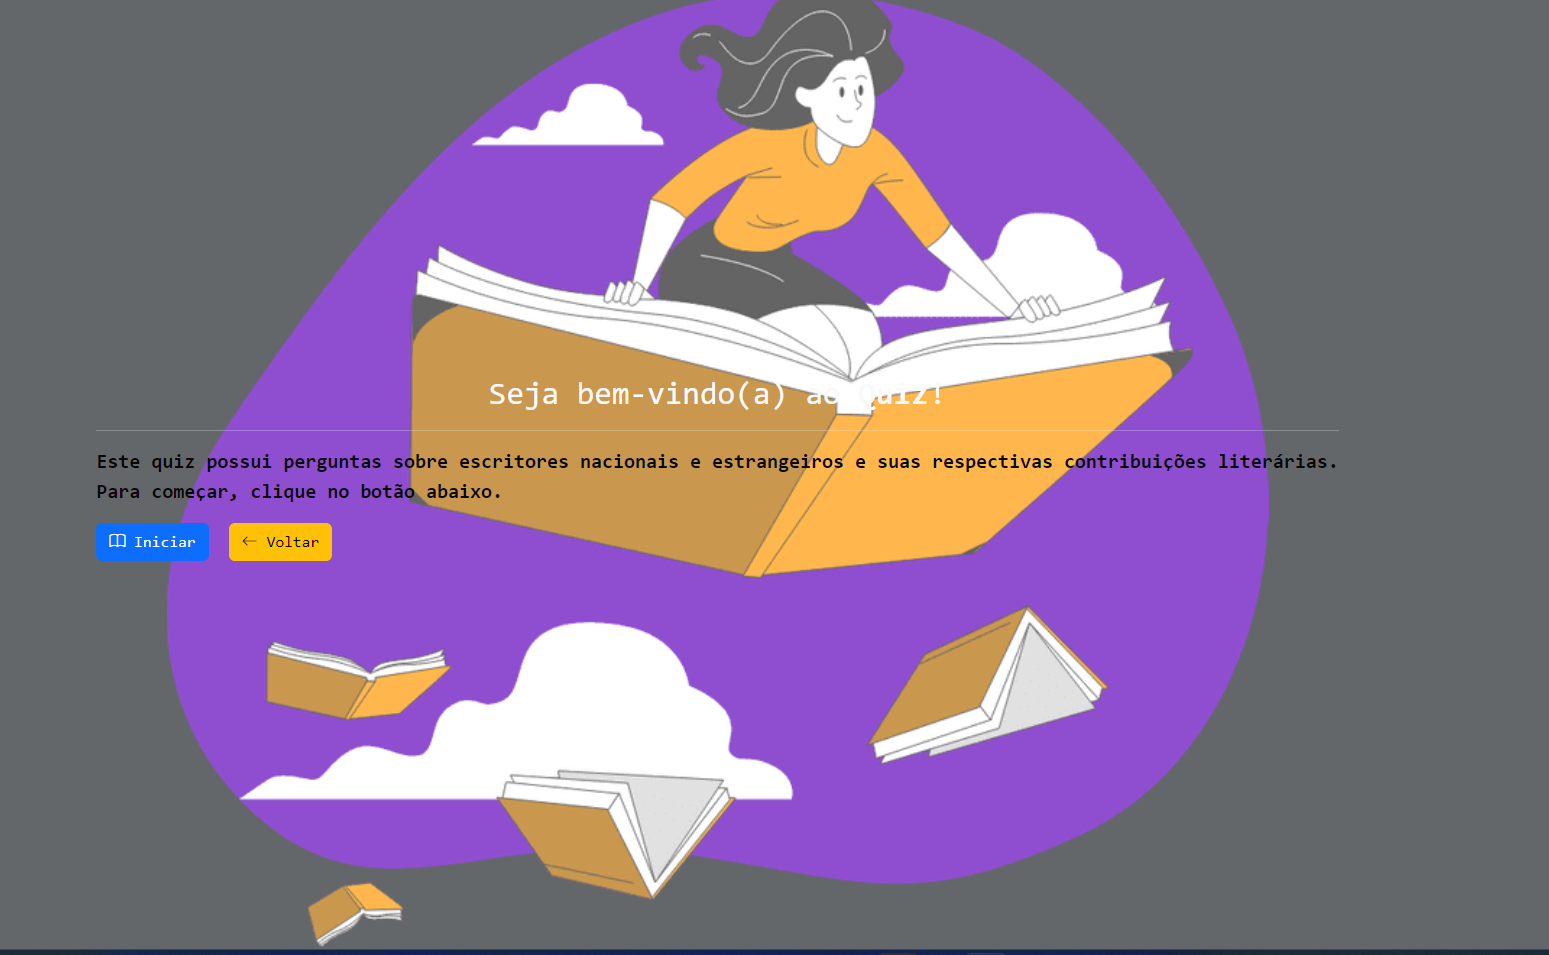 Seja bem-vindo(a) ao Quiz!
Este quiz possui perguntas sobre escritores nacionais e estrangeiros e suas respectivas contribuições literárias.
Para começar, clique no botão abaixo.
Iniciar
Voltar